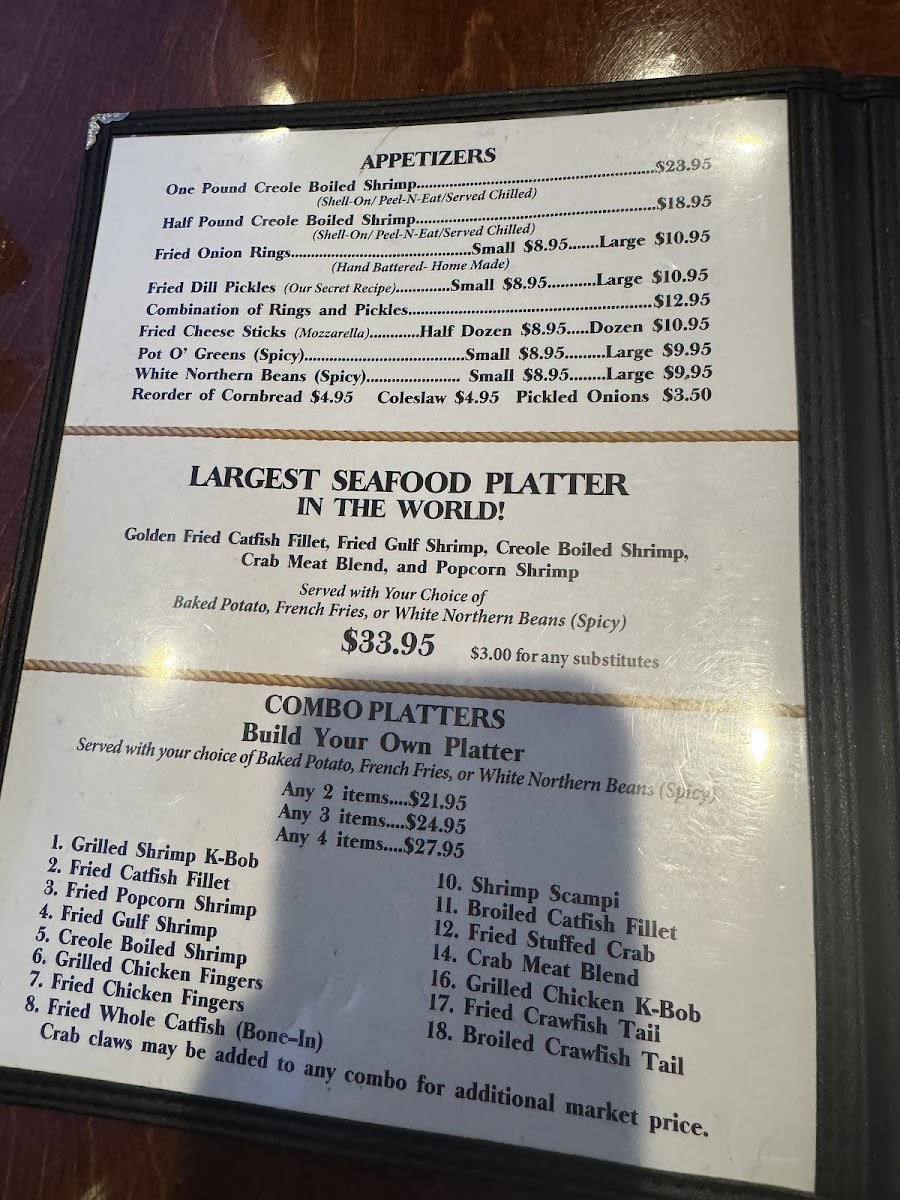 APPETIZERS
One Pound Creole Boiled Shrimp........................................................$23.95
(Shell-On/ Peel-N-Eat/Served Chilled)
Half Pound Creole Boiled Shrimp........................................................$18.95
(Shell-On/ Peel-N-Eat/Served Chilled)
Fried Onion Rings..........................................Small $8.95.......Large $10.95
(Hand Battered- Home Made)
Fried Dill Pickles (Our Secret Recipe).............Small $8.95...........Large $10.95
Combination of Rings and Pickles........................................................$12.95
Fried Cheese Sticks (Mozzarella)............Half Dozen $8.95.....Dozen $10.95
Pot O' Greens (Spicy).....................................Small $8.95.........Large $9.95
White Northern Beans (Spicy)....................... Small $8.95........Large $9.95
Reorder of Cornbread $4.95 Coleslaw $4.95 Pickled Onions $3.50
LARGEST SEAFOOD PLATTER
IN THE WORLD!
Golden Fried Catfish Fillet, Fried Gulf Shrimp, Creole Boiled Shrimp,
Crab Meat Blend, and Popcorn Shrimp
Served with Your Choice of
Baked Potato, French Fries, or White Northern Beans (Spicy)
$33.95 $3.00 for any substitutes
COMBO PLATTERS
Build Your Own Platter
Served with your choice of Baked Potato, French Fries, or White Northern Beans (Spicy)
Any 2 items....$21.95
Any 3 items....$24.95
Any 4 items....$27.95
1. Grilled Shrimp K-Bob
2. Fried Catfish Fillet
3. Fried Popcorn Shrimp
4. Fried Gulf Shrimp
5. Creole Boiled Shrimp
6. Grilled Chicken Fingers
7. Fried Chicken Fingers
8. Fried Whole Catfish (Bone-In)
10. Shrimp Scampi
11. Broiled Catfish Fillet
12. Fried Stuffed Crab
14. Crab Meat Blend
16. Grilled Chicken K-Bob
17. Fried Crawfish Tail
18. Broiled Crawfish Tail
Crab claws may be added to any combo for additional market price.